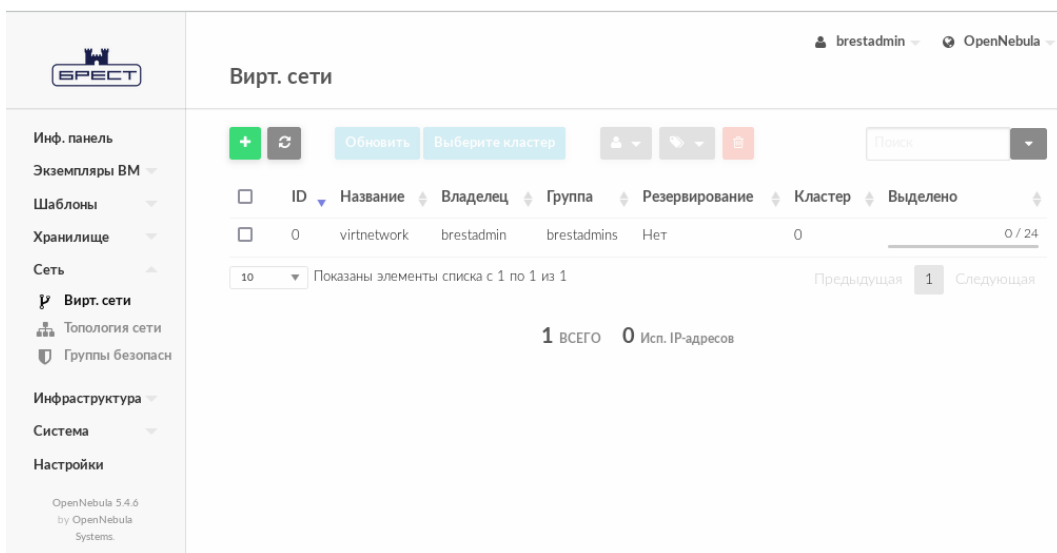 brestadmin OpenNebula
БРЕСТ
Вирт. сети
Инф. панель
Экземпляры ВМ
Шаблоны
Хранилище
Сеть
Вирт. сети
Топология сети
Группы безопасн
Инфраструктура
Система
Настройки
OpenNebula 5.4.6
by OpenNebula
Systems.
Обновить Выберите кластер Поиск
ID Название Владелец Группа Резервирование Кластер Выделено
0 virtnetwork brestadmin brestadmins Нет 0 0 / 24
10 Показаны элементы списка с 1 по 1 из 1 Предыдущая 1 Следующая
1 ВСЕГО 0 Исп. IP-адресов